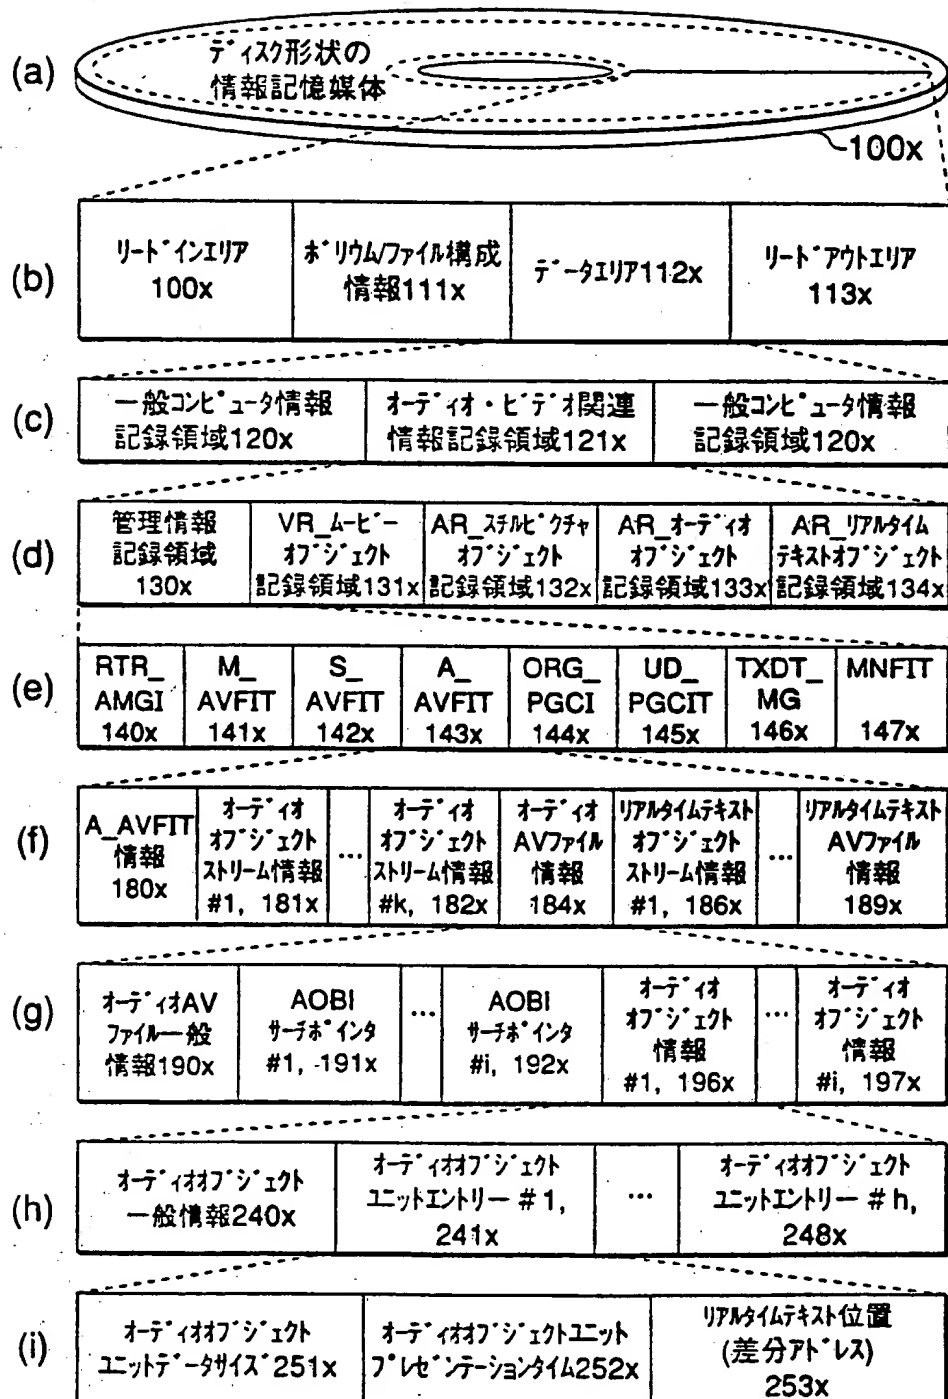 (a)
ディスク形状の
情報記憶媒体
100x
(b)
リードインエリア
100x
ボリウム/ファイル構成
情報111x
データエリア112x
リードアウトエリア
113x
(c)
一般コンピュータ情報
記録領域120x
オーディオ・ビデオ関連
情報記録領域121x
一般コンピュータ情報
記録領域120x
(d)
管理情報
記録領域
130x
VR_ムービー
オブジェクト
記録領域131x
AR_スチルピクチャ
オブジェクト
記録領域132x
AR_オーディオ
オブジェクト
記録領域133x
AR_リアルタイム
テキストオブジェクト
記録領域134x
(e)
RTR_
AMGI
140x
M_
AVFIT
141x
S_
AVFIT
142x
A_
AVFIT
143x
ORG_
PGCI
144x
UD_
PGCIT
145x
TXDT_
MG
146x
MNFIT
147x
(f)
A_AVFIT
情報
180x
オーディオ
オブジェクト
ストリーム情報
#1, 181x
…
オーディオ
オブジェクト
ストリーム情報
#k, 182x
オーディオ
AVファイル
情報
184x
リアルタイムテキスト
オブジェクト
ストリーム情報
#1, 186x
…
リアルタイムテキスト
AVファイル
情報
189x
(g)
オーディオAV
ファイル一般
情報190x
AOBI
サーチポインタ
#1, 191x
…
AOBI
サーチポインタ
#i, 192x
オーディオ
オブジェクト
情報
#1, 196x
…
オーディオ
オブジェクト
情報
#i, 197x
(h)
オーディオオブジェクト
一般情報240x
オーディオオブジェクト
ユニットエントリー #1,
241x
…
オーディオオブジェクト
ユニットエントリー #h,
248x
(i)
オーディオオブジェクト
ユニットデータサイズ251x
オーディオオブジェクトユニット
プレゼンテーションタイム252x
リアルタイムテキスト位置
(差分アドレス)
253x